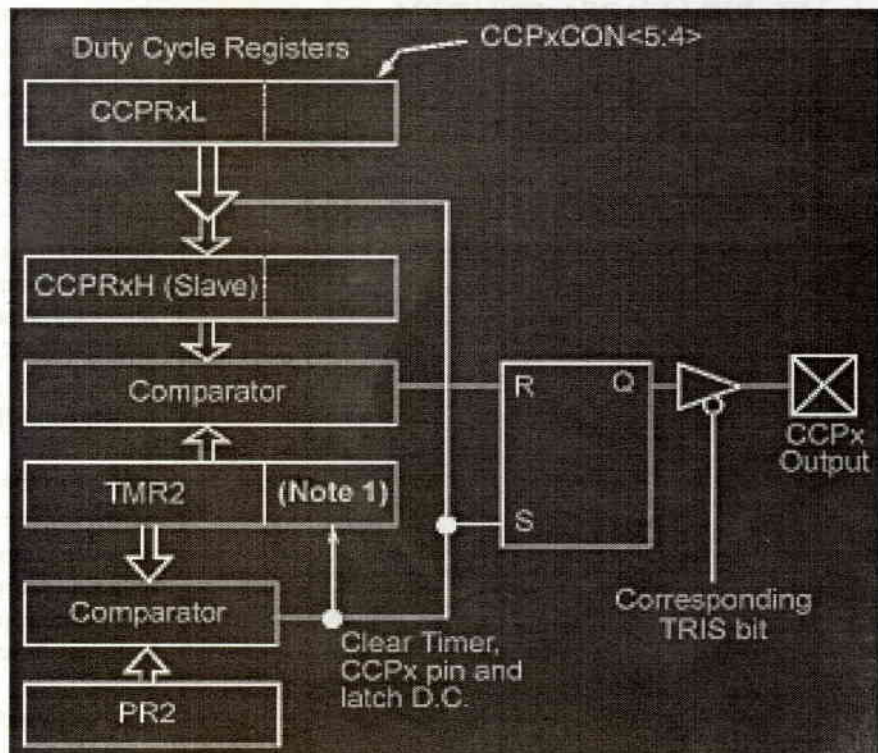 Duty Cycle Registers
CCPxCON<5:4>
CCPRxL
CCPRxH (Slave)
Comparator
R
Q
CCPx
Output
TMR2
(Note 1)
S
Comparator
Corresponding
TRIS bit
Clear Timer,
CCPx pin and
latch D.C.
PR2